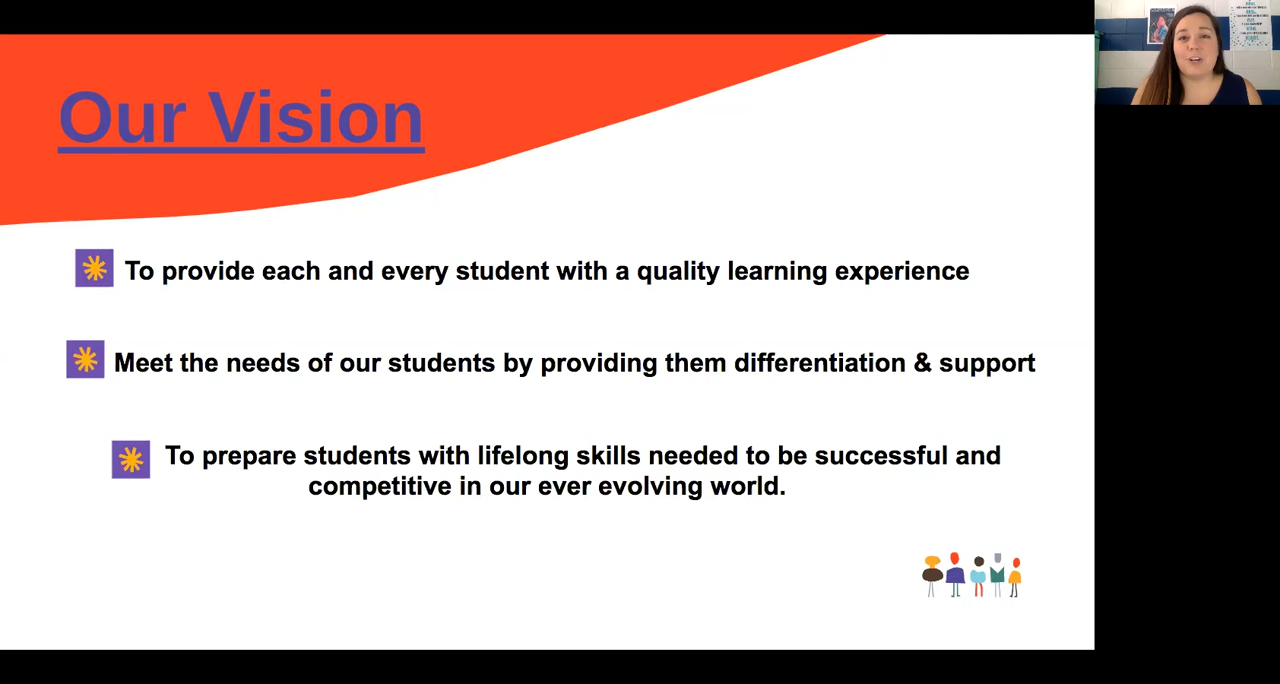 Our Vision
To provide each and every student with a quality learning experience
Meet the needs of our students by providing them differentiation & support
To prepare students with lifelong skills needed to be successful and
competitive in our ever evolving world.